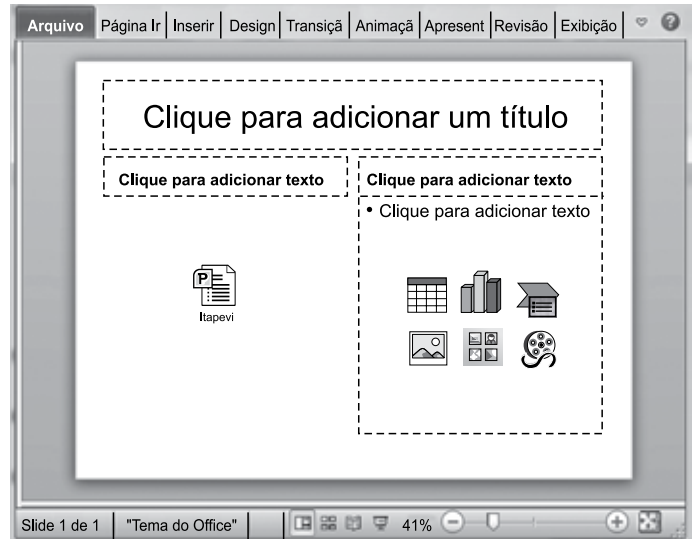 Arquivo Página Ir Inserir Design Transiçã Animaçã Apresent Revisão Exibição
Clique para adicionar um título
Clique para adicionar texto
Clique para adicionar texto
• Clique para adicionar texto
P
Itapevi
Slide 1 de 1 "Tema do Office" 41%